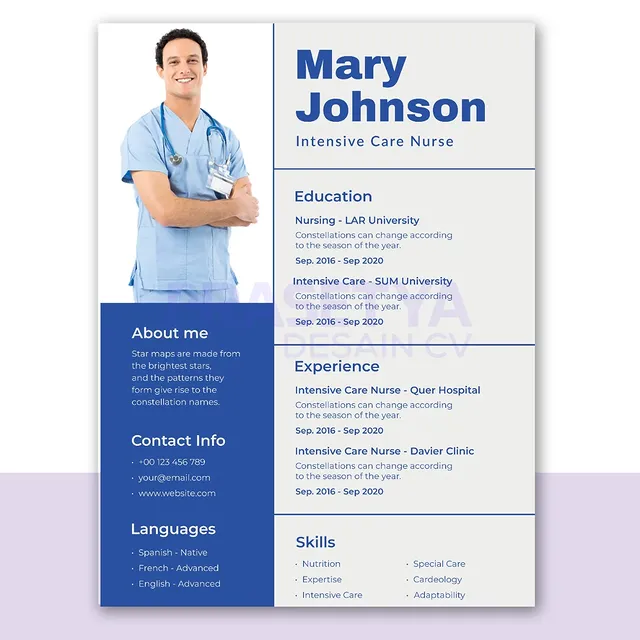 Mary
Johnson
Intensive Care Nurse
Education
Nursing - LAR University
Constellations can change according
to the season of the year.
Sep. 2016 - Sep 2020
Intensive Care - SUM University
Constellations can change according
to the season of the year.
Sep. 2016 - Sep 2020
Experience
Intensive Care Nurse - Quer Hospital
Constellations can change according
to the season of the year.
Sep. 2016 - Sep 2020
Intensive Care Nurse - Davier Clinic
Constellations can change according
to the season of the year.
Sep. 2016 - Sep 2020
Skills
• Nutrition
• Expertise
• Intensive Care
• Special Care
• Cardeology
• Adaptability
About me
Star maps are made from
the brightest stars,
and the patterns they
form give rise to the
constellation names.
Contact Info
• +00 123 456 789
• your@email.com
• www.website.com
Languages
• Spanish - Native
• French - Advanced
• English - Advanced
DESAIN CV